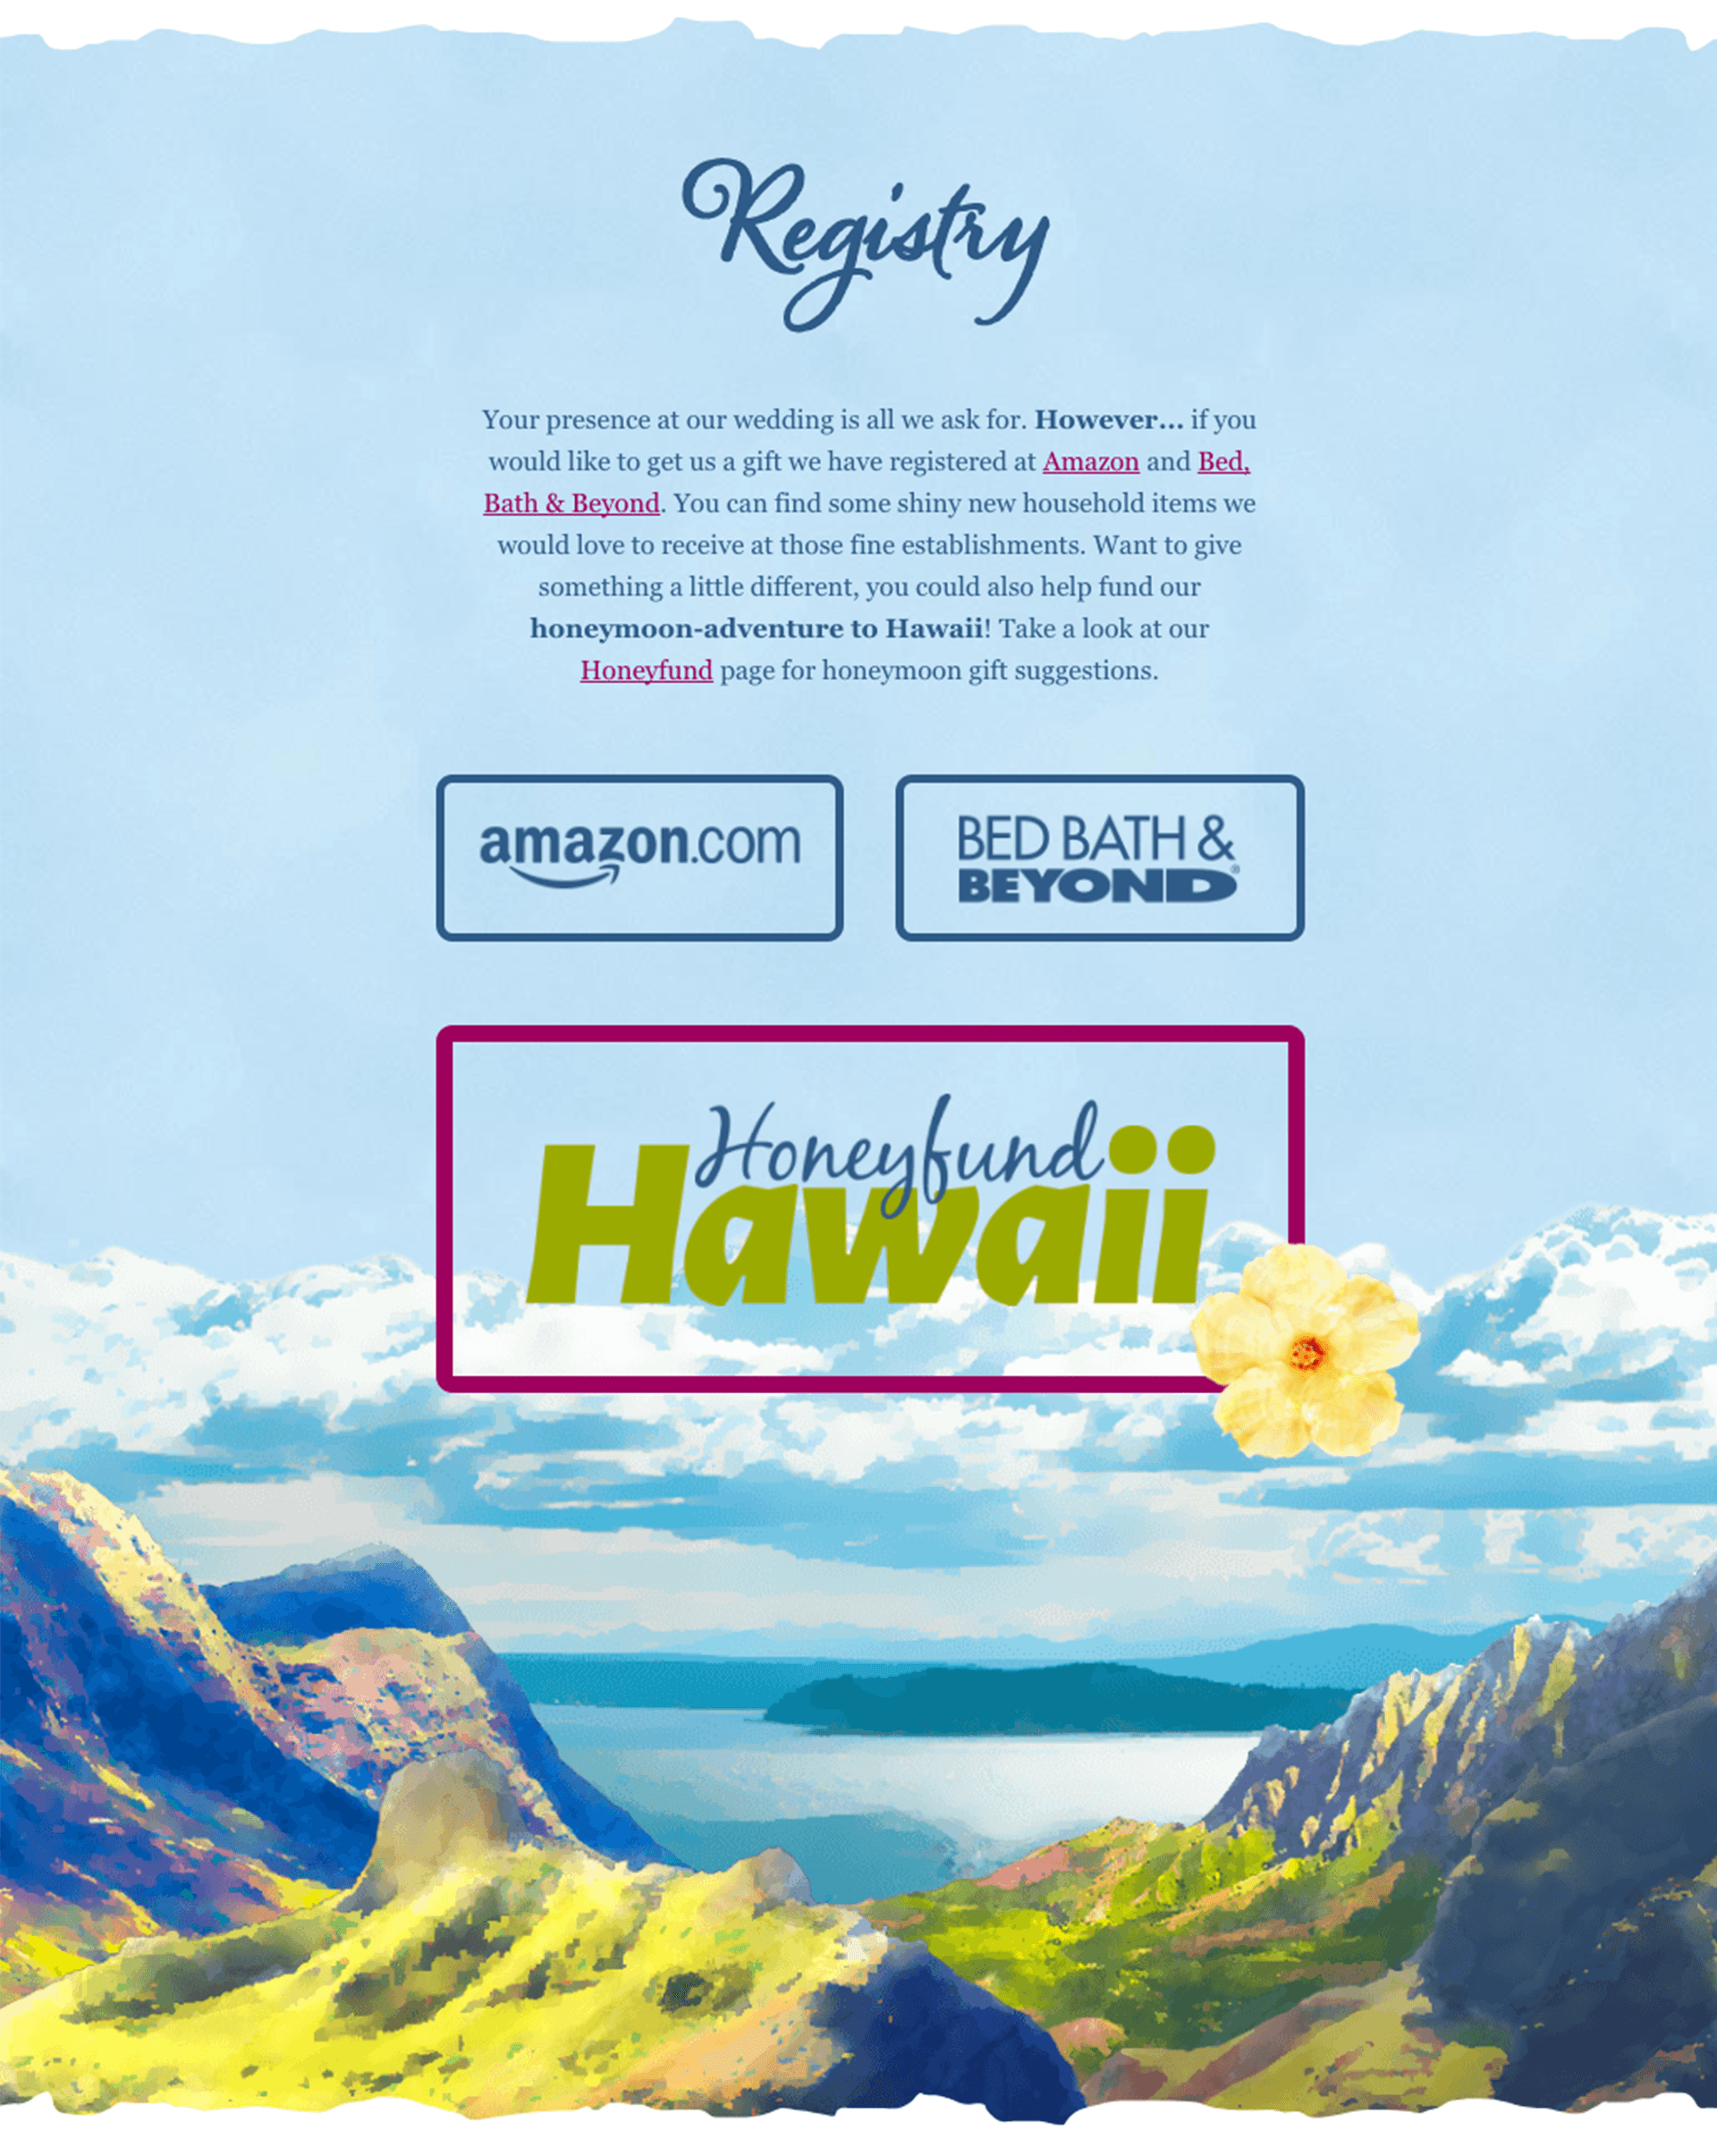 Registry
Your presence at our wedding is all we ask for. However... if you
would like to get us a gift we have registered at Amazon and Bed,
Bath & Beyond. You can find some shiny new household items we
would love to receive at those fine establishments. Want to give
something a little different, you could also help fund our
honeymoon-adventure to Hawaii! Take a look at our
Honeyfund page for honeymoon gift suggestions.
amazon.com
BED BATH &
BEYOND®
Honeyfund
Hawaii